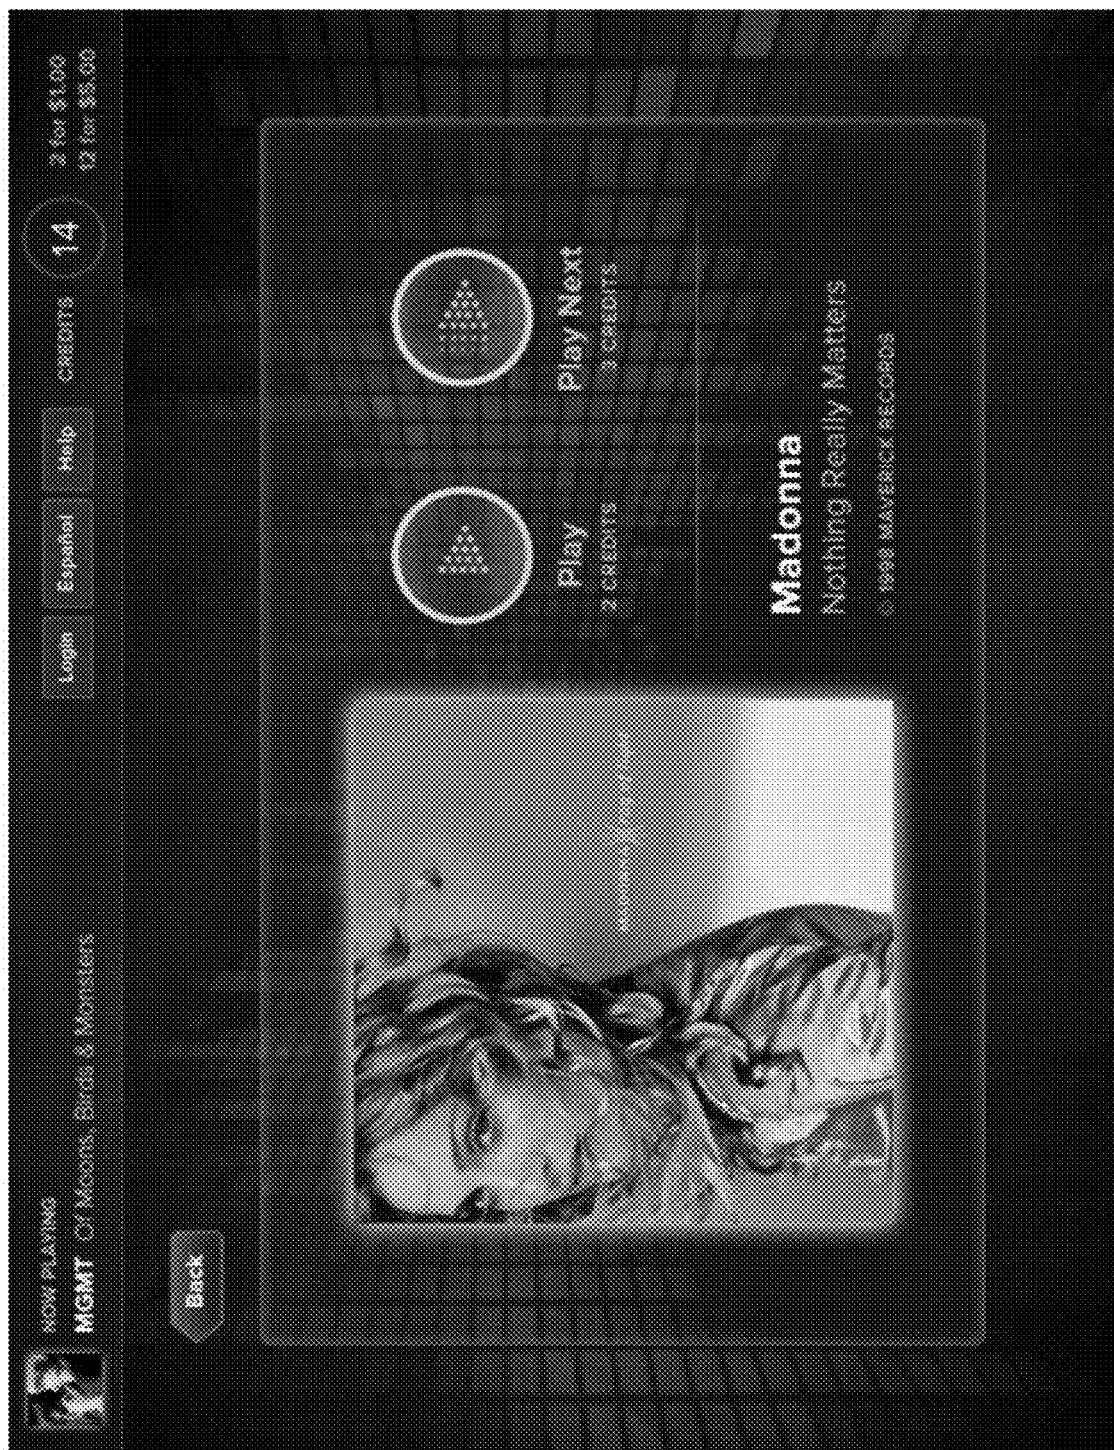 NOW PLAYING
MGMT Of Moons, Birds & Monsters
Login
Español
Help
CREDITS
14
2 for $1.00
12 for $5.00
Back
Play
2 CREDITS
Play Next
3 CREDITS
Madonna
Nothing Really Matters
© 1998 MAVERICK RECORDS